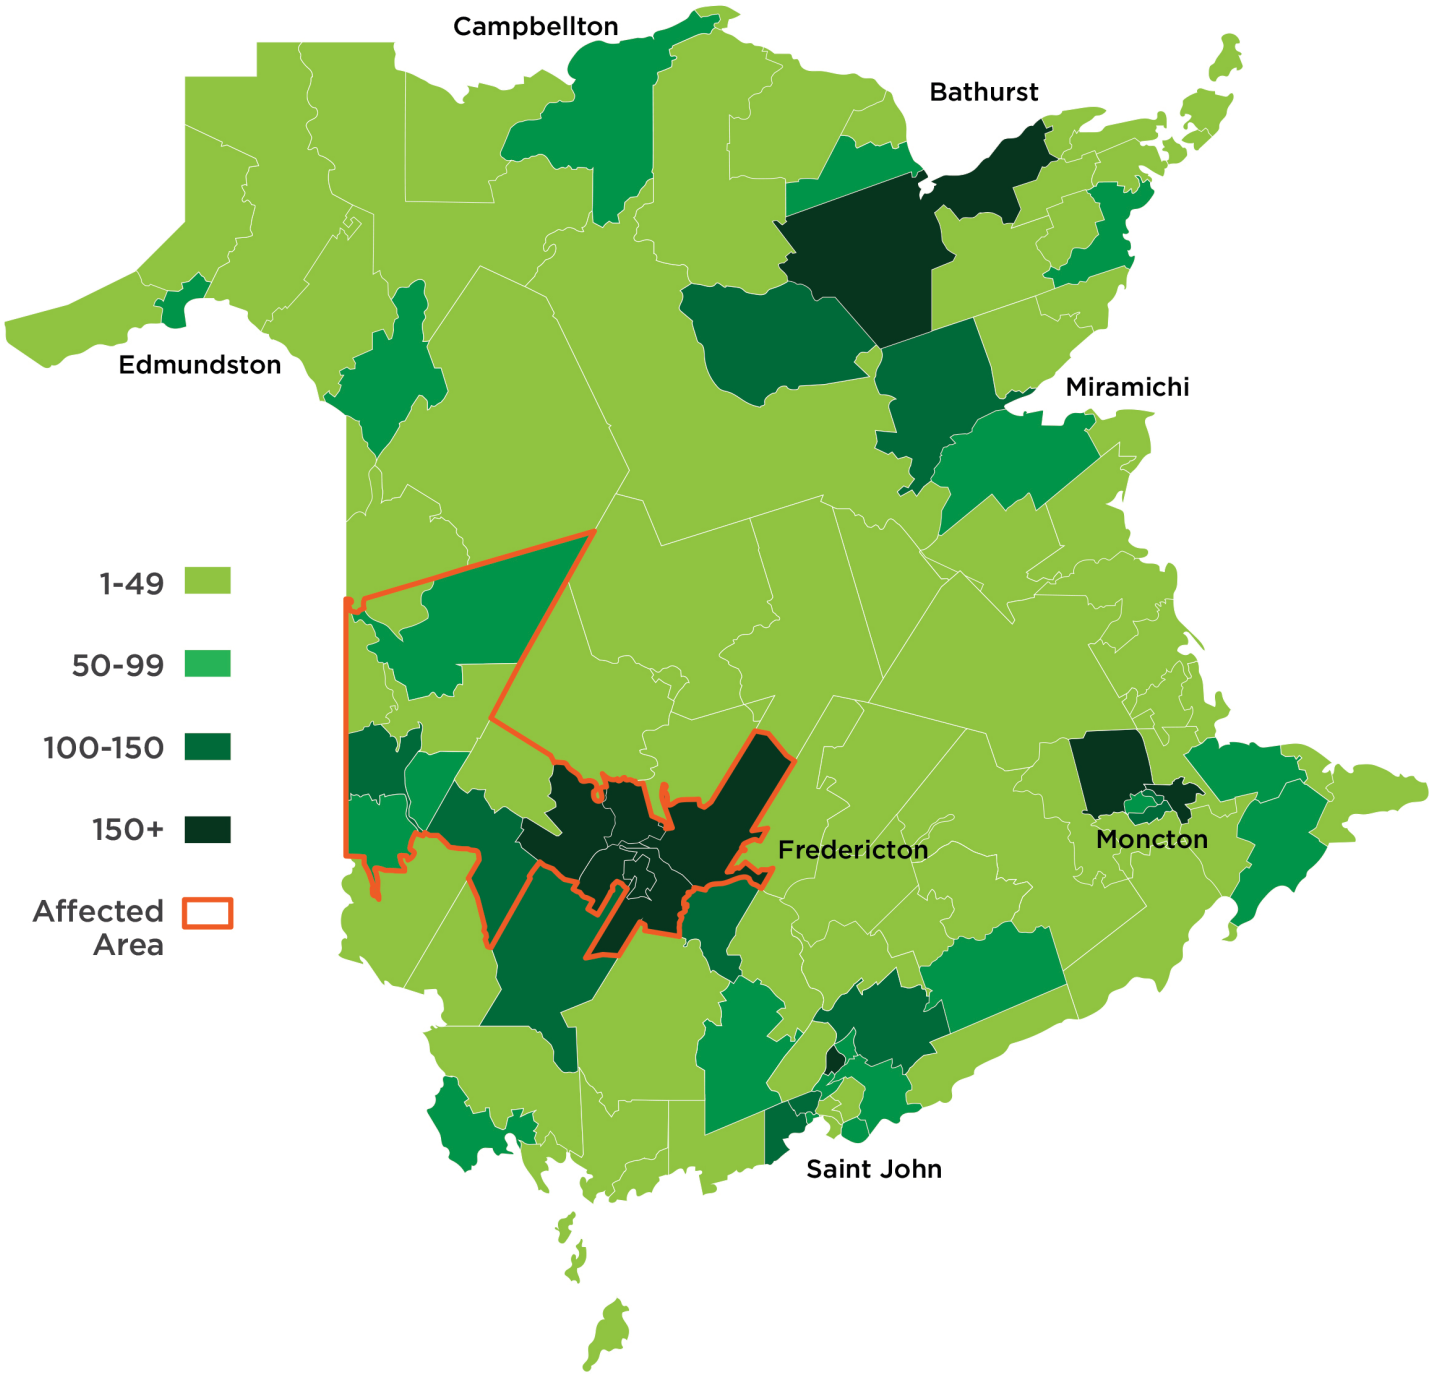 Campbellton
Bathurst
Edmundston
Miramichi
1-49
50-99
100-150
150+
Fredericton
Moncton
Affected
Area
Saint John